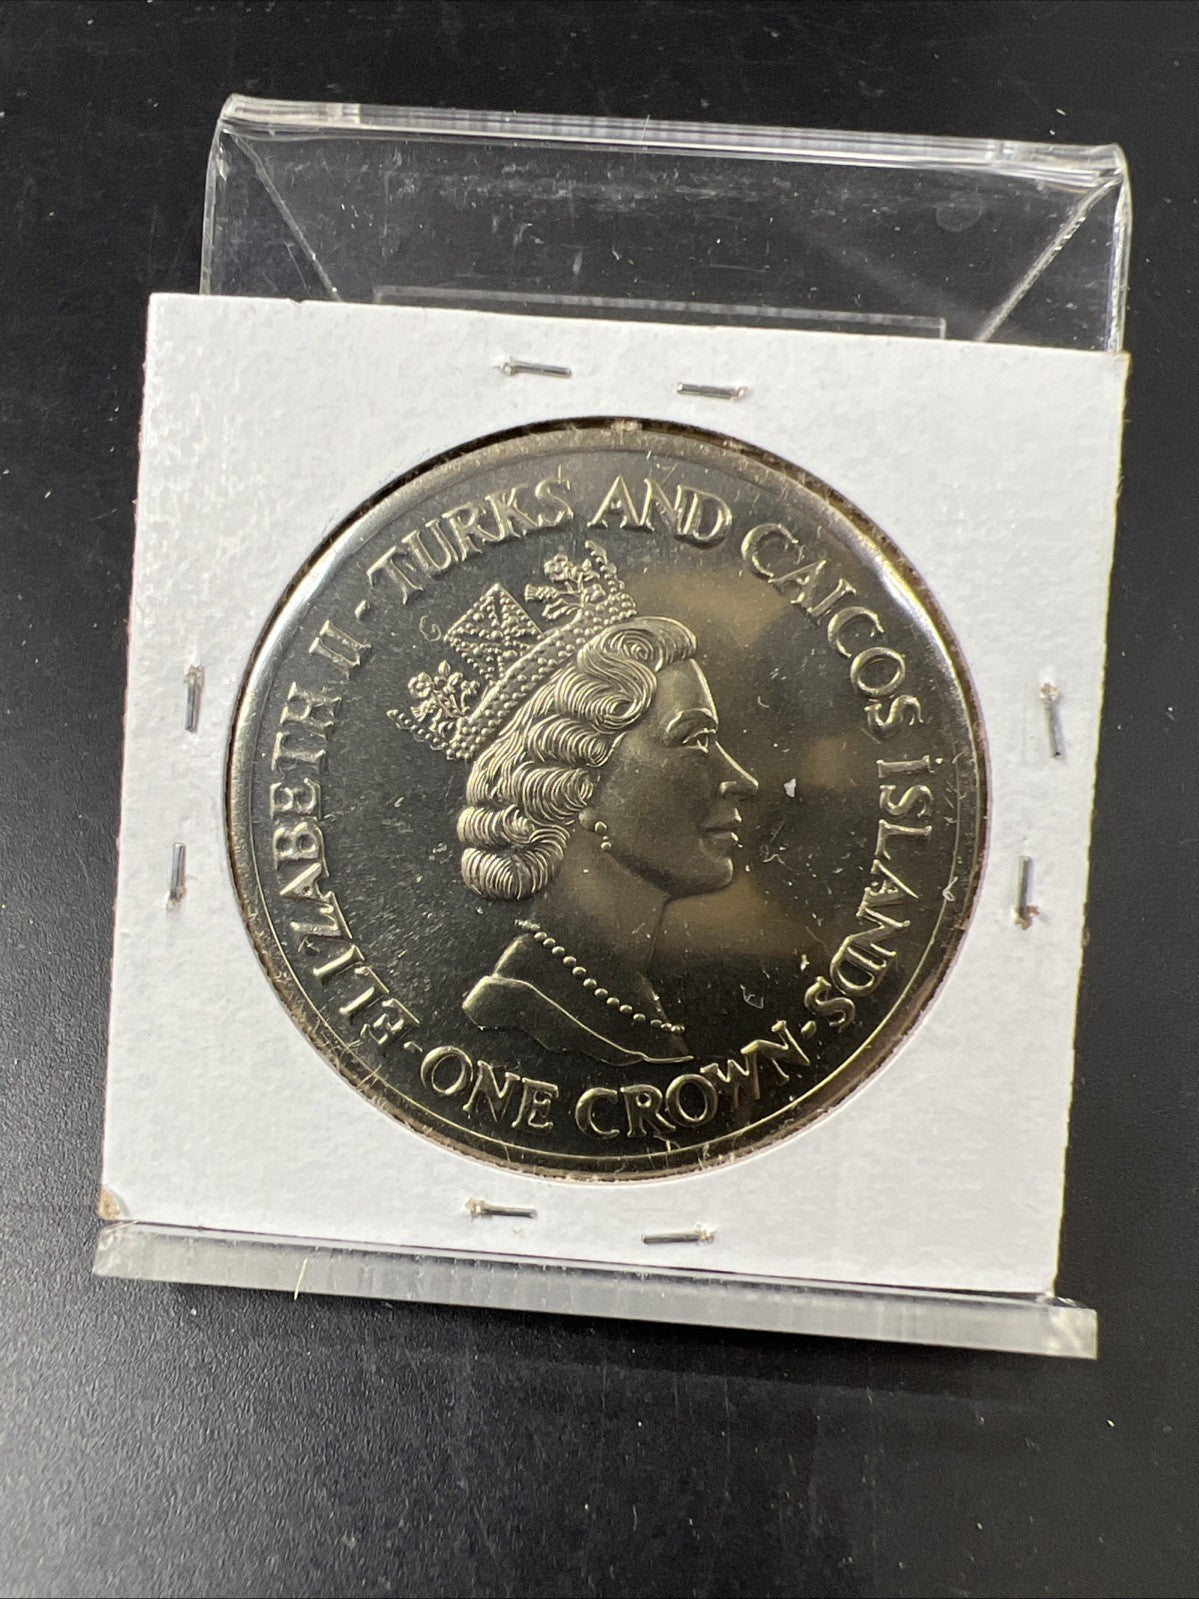 ELIZABETH II · TURKS AND CAICOS ISLANDS ·
ONE CROWN ·